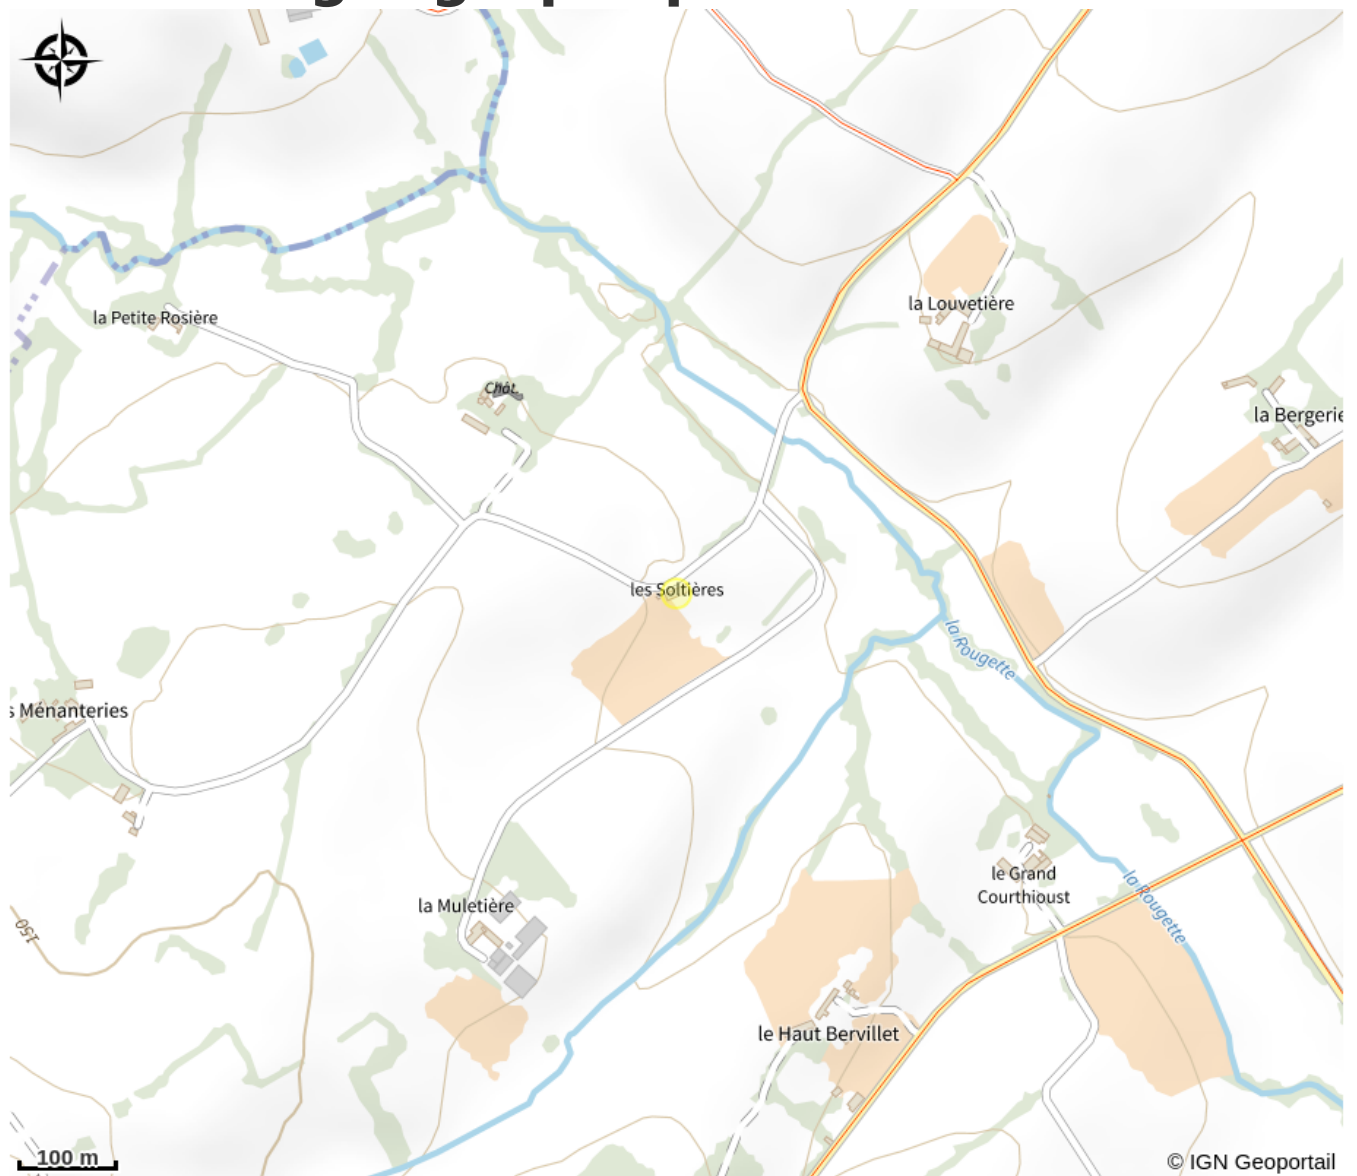 la Louvetière
la Petite Rosière
Chât.
la Bergerie
les Soltières
la Rougette
s Ménanteries
le Grand
Courthioust
la Rougette
la Muletière
150
le Haut Bervillet
100 m
© IGN Geoportail